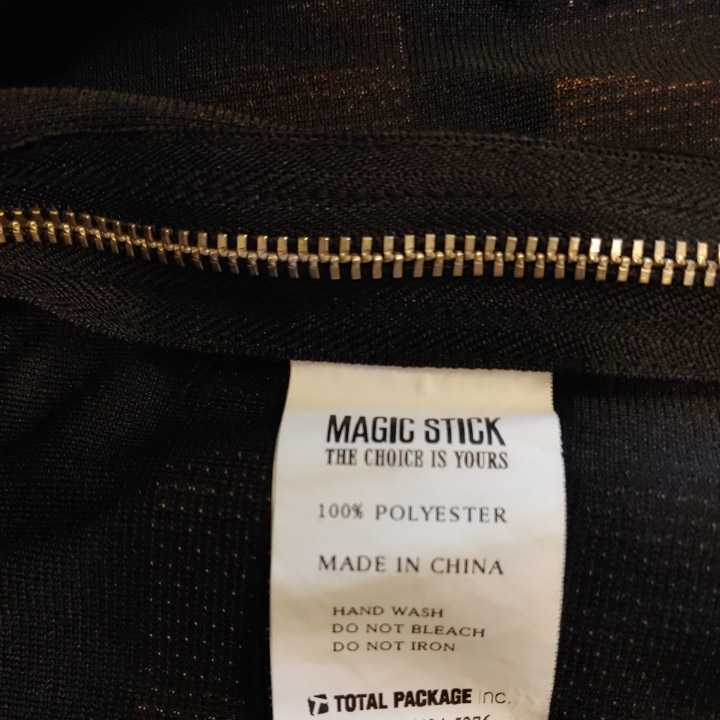 MAGIC STICK
THE CHOICE IS YOURS
100% POLYESTER
MADE IN CHINA
HAND WASH
DO NOT BLEACH
DO NOT IRON
TOTAL PACKAGE Inc.